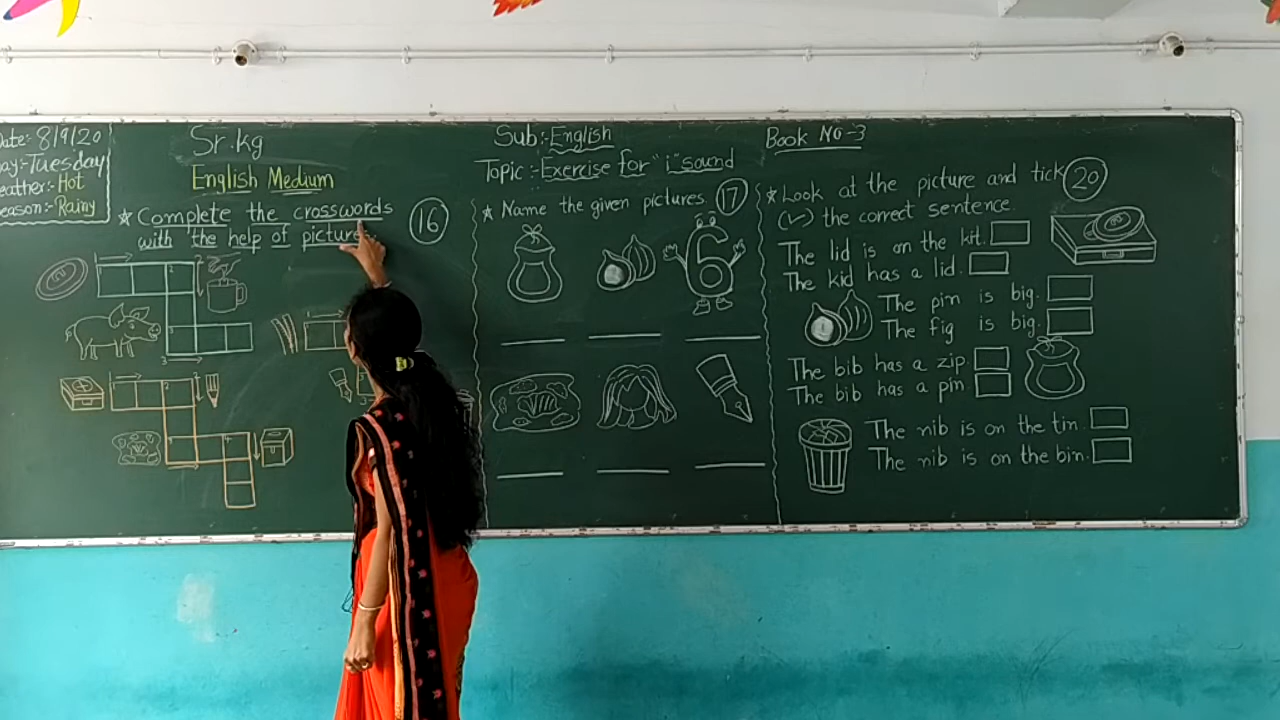 Date:- 8/9/20
Day:-Tuesday
Weather:- Hot
Season:- Rainy
Sr.kg
English Medium
Sub:-English
Topic:-Exercise for "i" sound
Book No-3
★ Complete the crosswords
with the help of pictures.
16
★ Name the given pictures.
17
6
★ Look at the picture and tick
20
(✓) the correct sentence
The lid is on the kit.
The kid has a lid.
The pin is big.
The fig is big.
The bib has a zip
The bib has a pin
The nib is on the tin.
The nib is on the bin.